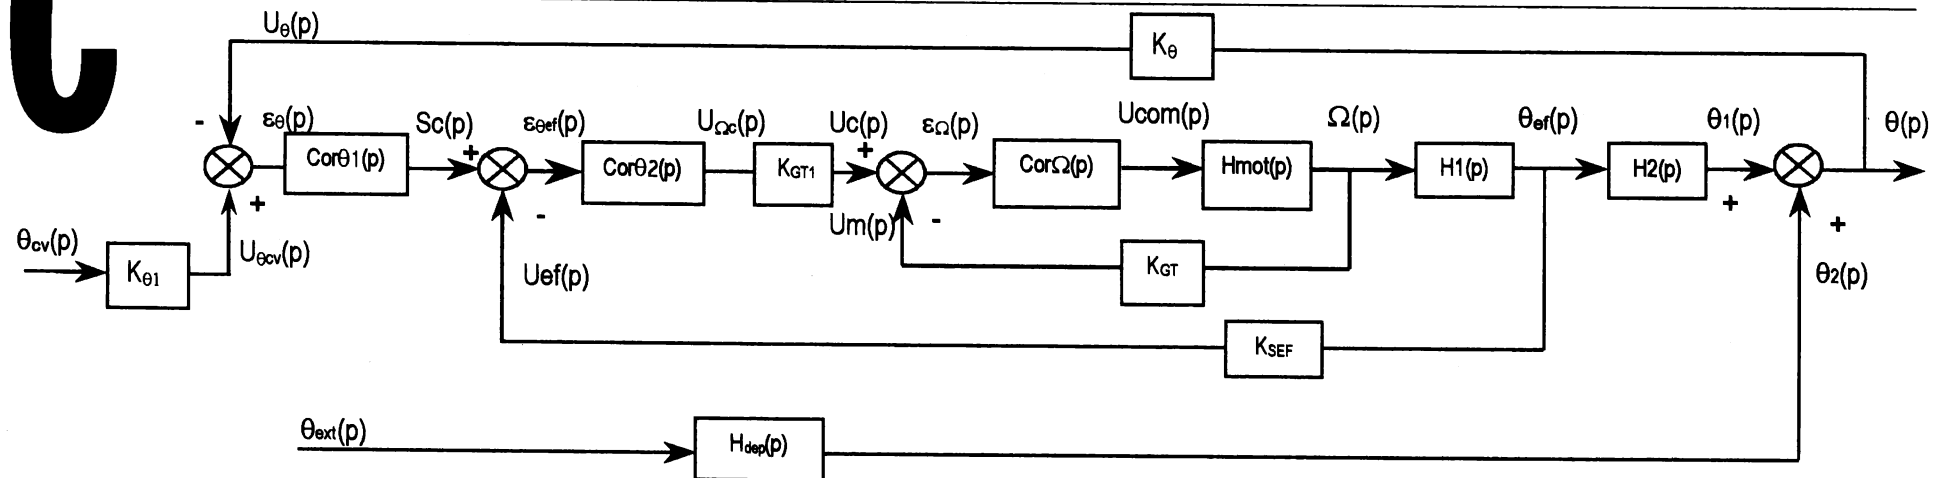 Uθ(p)
Kθ
-
εθ(p)
Corθ1(p)
Sc(p)
+
εθef(p)
Corθ2(p)
UΩc(p)
KGT1
Uc(p)
+
εΩ(p)
CorΩ(p)
Ucom(p)
Hmot(p)
Ω(p)
H1(p)
θef(p)
H2(p)
θ1(p)
θ(p)
+
-
Um(p)
-
+
+
θcv(p)
Kθ1
Uθcv(p)
Uef(p)
KGT
θ2(p)
KSEF
θext(p)
Hdep(p)